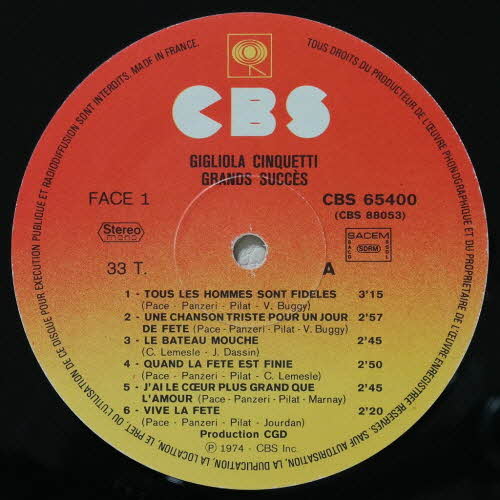 TOUS DROITS DU PRODUCTEUR DE L'ŒUVRE PHONOGRAPHIQUE ET DU PROPRIETAIRE DE L'ŒUVRE ENREGISTREE RESERVES. SAUF AUTORISATION, LA DUPLICATION, LA LOCATION, LE PRET, OU L'UTILISATION DE CE DISQUE POUR EXECUTION PUBLIQUE ET RADIODIFFUSION SONT INTERDITS. MADE IN FRANCE.
CBS
GIGLIOLA CINQUETTI
GRANDS SUCCÈS
FACE 1
CBS 65400
(CBS 88053)
Stereo
mono
SACEM
SACD
SDRM
SGDL
33 T.
A
1 - TOUS LES HOMMES SONT FIDELES 3'15
(Pace - Panzeri - Pilat - V. Buggy)
2 - UNE CHANSON TRISTE POUR UN JOUR 2'57
DE FETE (Pace - Panzeri - Pilat - V. Buggy)
3 - LE BATEAU MOUCHE 2'45
(C. Lemesle - J. Dassin)
4 - QUAND LA FETE EST FINIE 2'50
(Pace - Panzeri - Pilat - C. Lemesle)
5 - J'AI LE CŒUR PLUS GRAND QUE 2'45
L'AMOUR (Pace - Panzeri - Pilat - Marnay)
6 - VIVE LA FETE 2'20
(Pace - Panzeri - Pilat - Jourdan)
Production CGD
Ⓟ 1974 - CBS Inc.